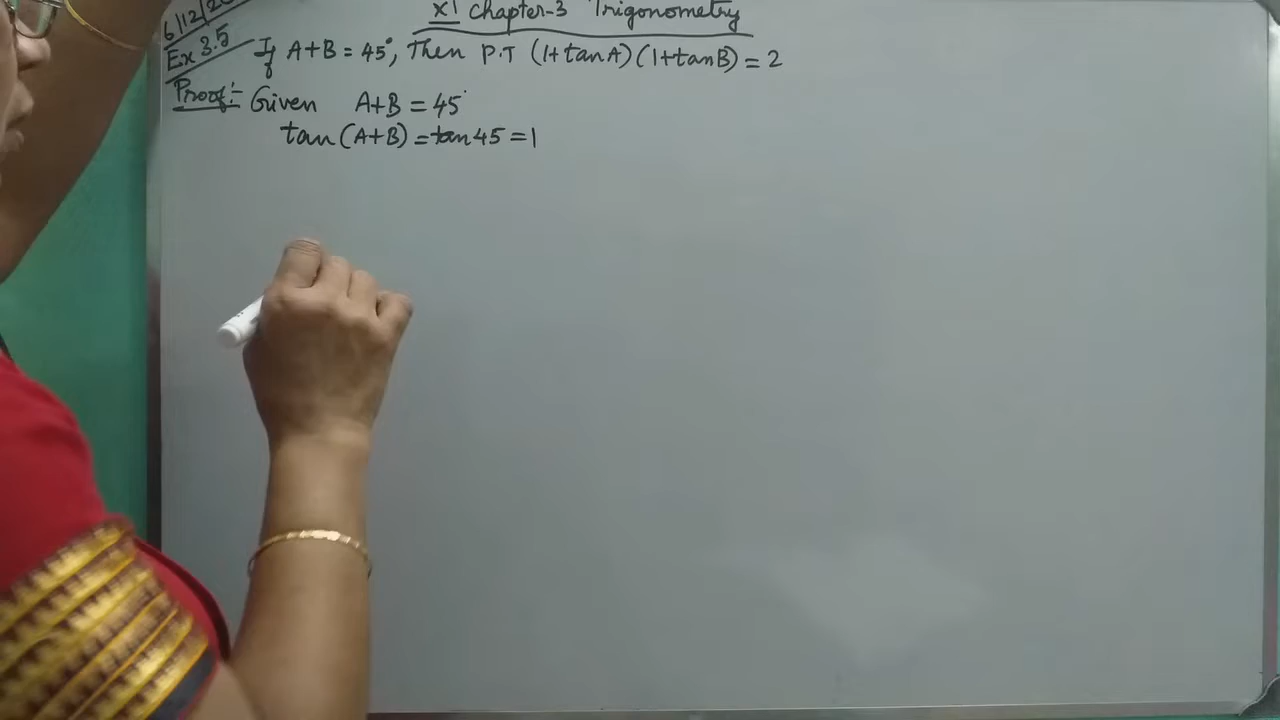 6/12/20
XI Chapter-3 Trigonometry
Ex 3.5 If A+B = 45°, Then P.T (1+tanA)(1+tanB) = 2
Proof:- Given A+B = 45°
tan(A+B) = tan45 = 1